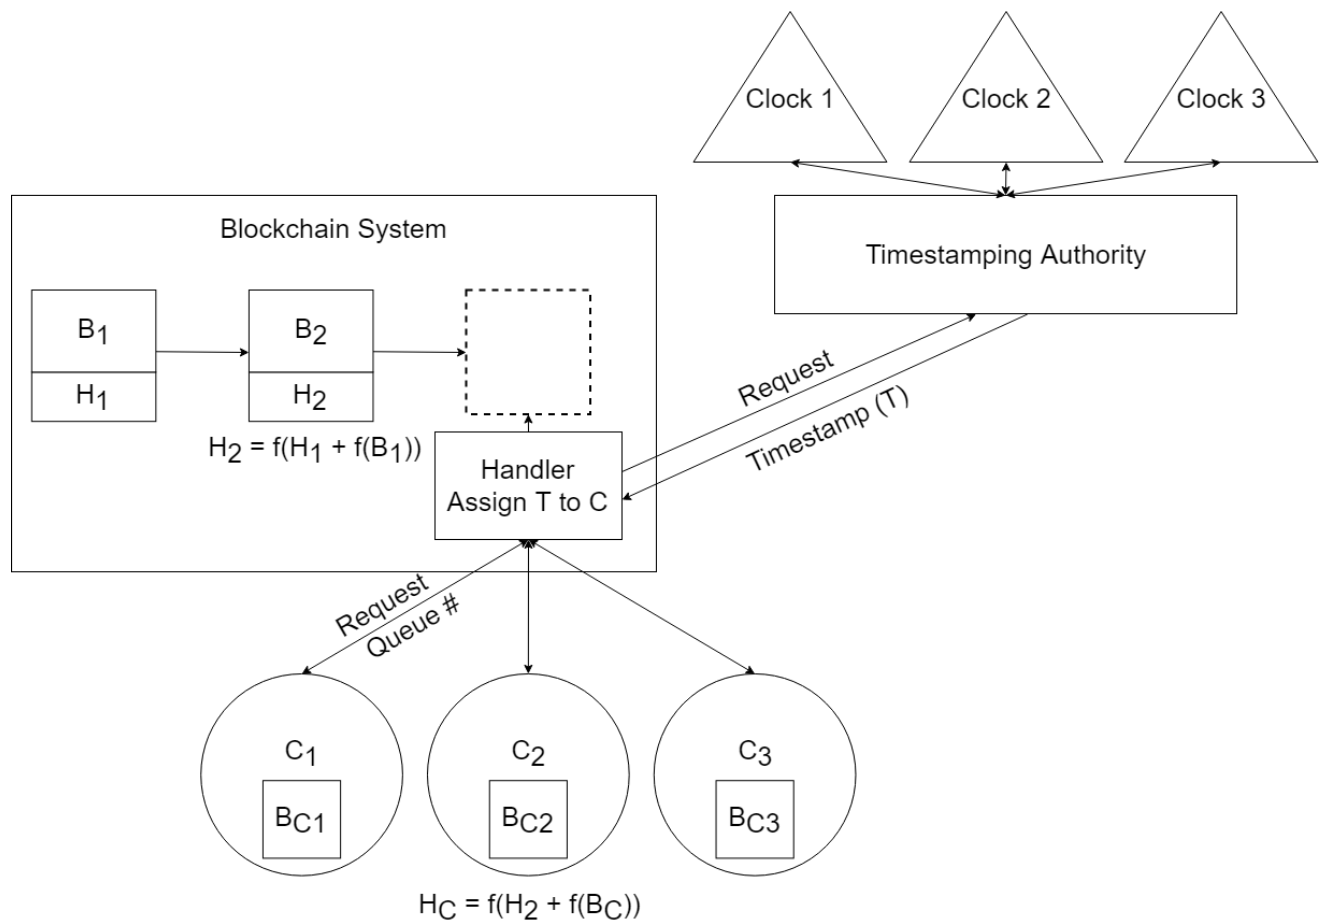 Clock 1
Clock 2
Clock 3
Blockchain System
Timestamping Authority
B1
B2
H1
H2
H2 = f(H1 + f(B1))
Request
Timestamp (T)
Handler
Assign T to C
Request
Queue #
C1
C2
C3
BC1
BC2
BC3
HC = f(H2 + f(BC))